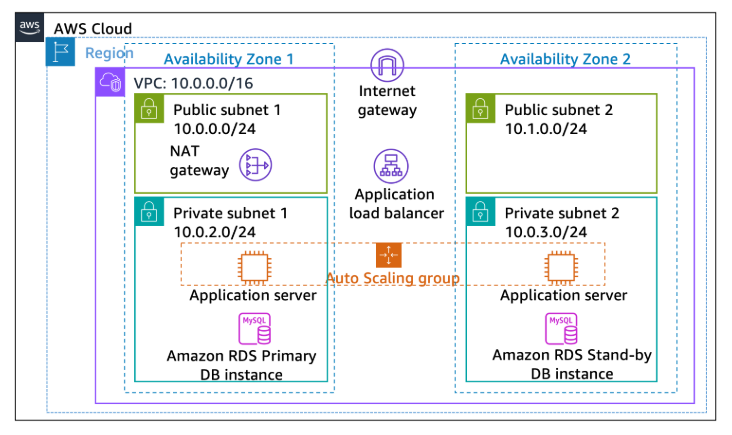 aws
AWS Cloud
Region
Availability Zone 1
Availability Zone 2
VPC: 10.0.0.0/16
Internet
gateway
Public subnet 1
10.0.0.0/24
NAT
gateway
Public subnet 2
10.1.0.0/24
Application
load balancer
Private subnet 1
10.0.2.0/24
Private subnet 2
10.0.3.0/24
Auto Scaling group
Application server
Application server
MySQL
Amazon RDS Primary
DB instance
MySQL
Amazon RDS Stand-by
DB instance